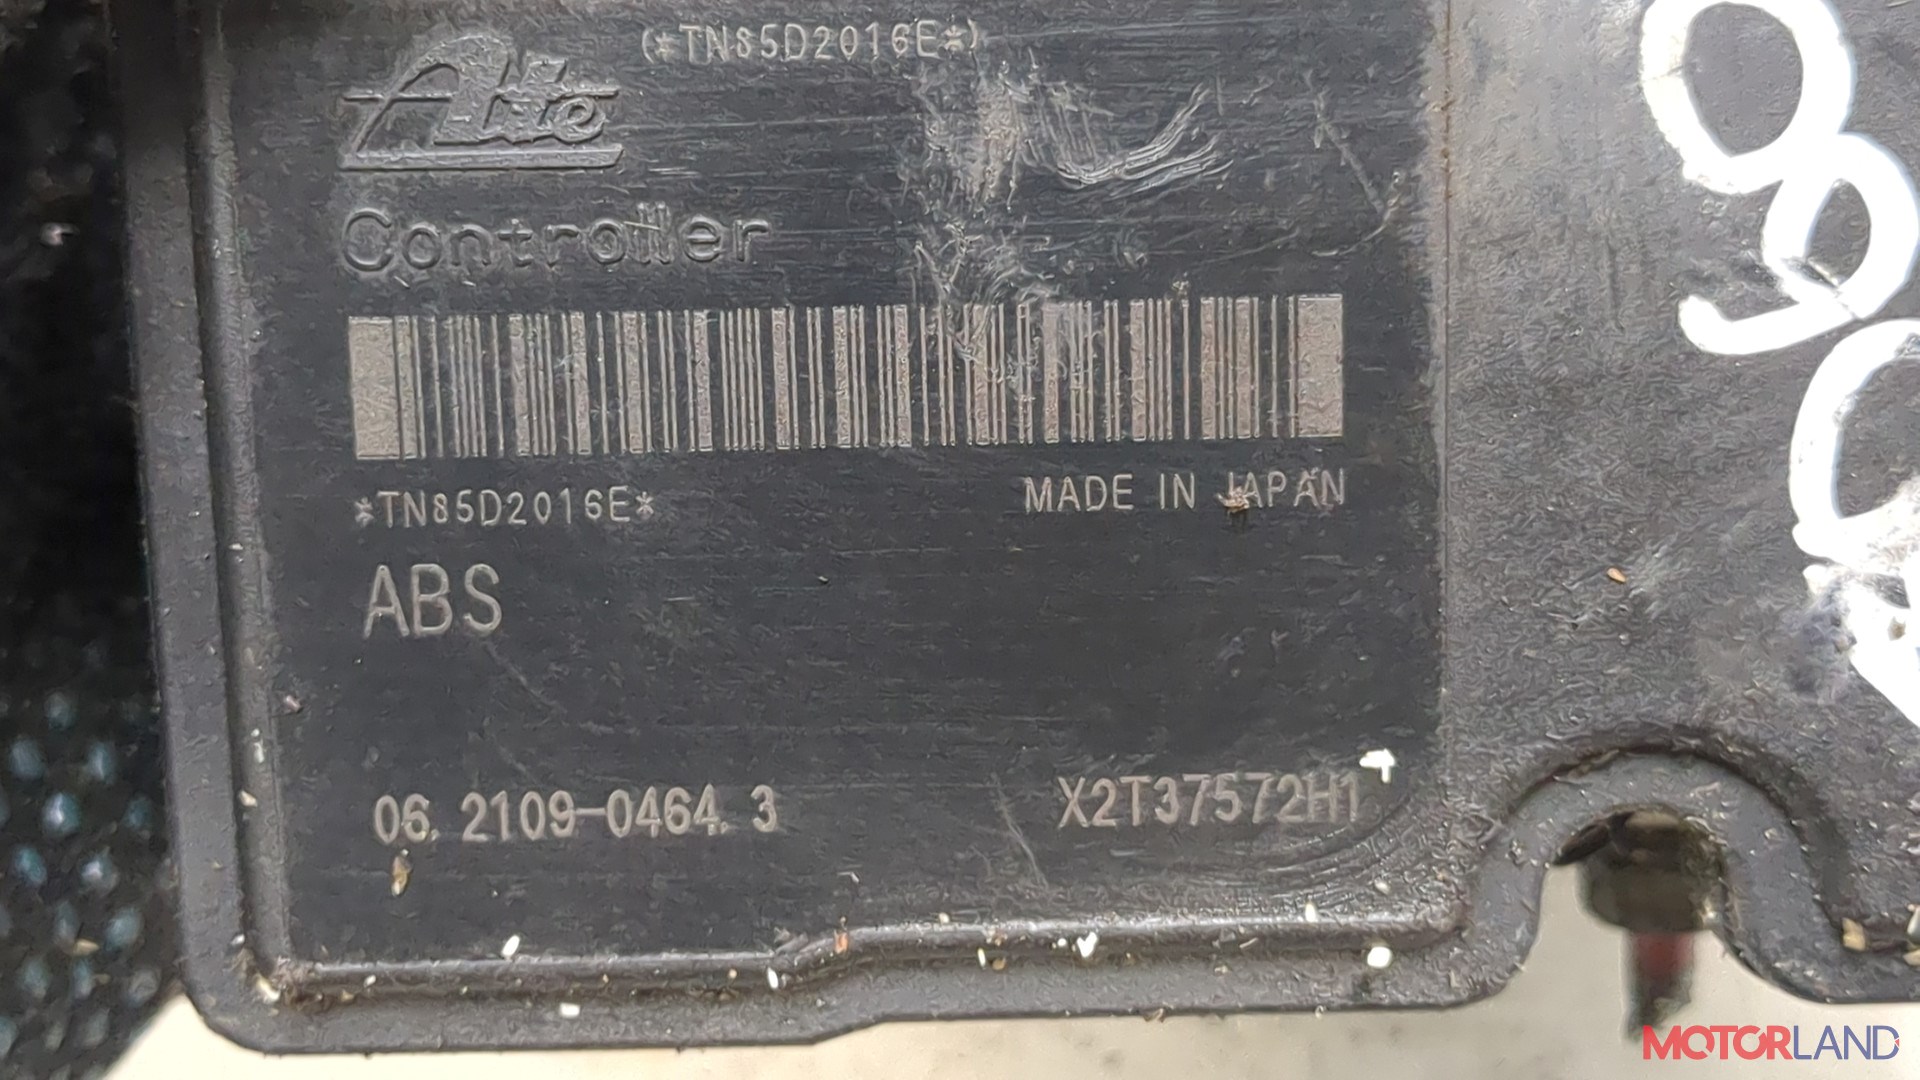 (*TN85D2016E*)
Ate
Controller
*TN85D2016E*
MADE IN JAPAN
ABS
06.2109-0464.3
X2T37572H1
MOTORLAND